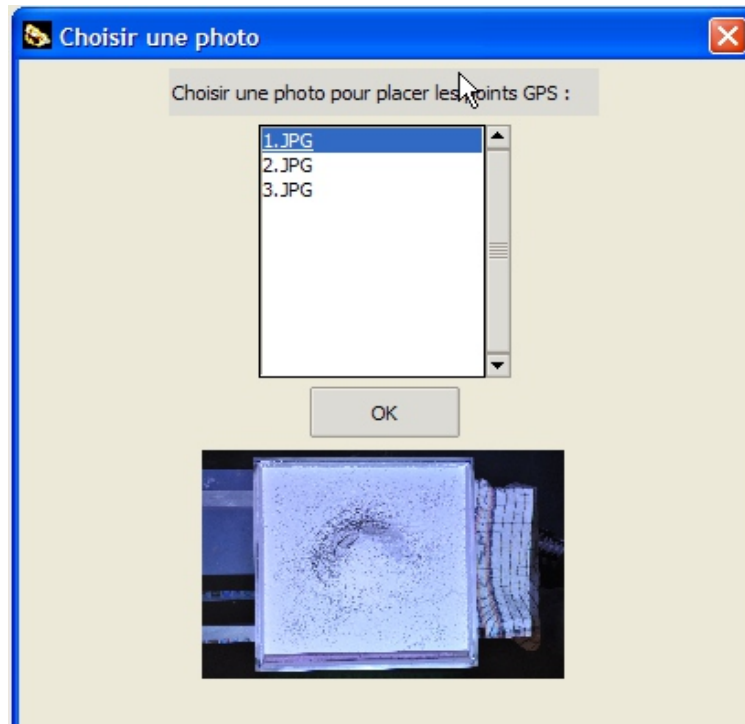 Choisir une photo
Choisir une photo pour placer les points GPS :
1.JPG
2.JPG
3.JPG
OK